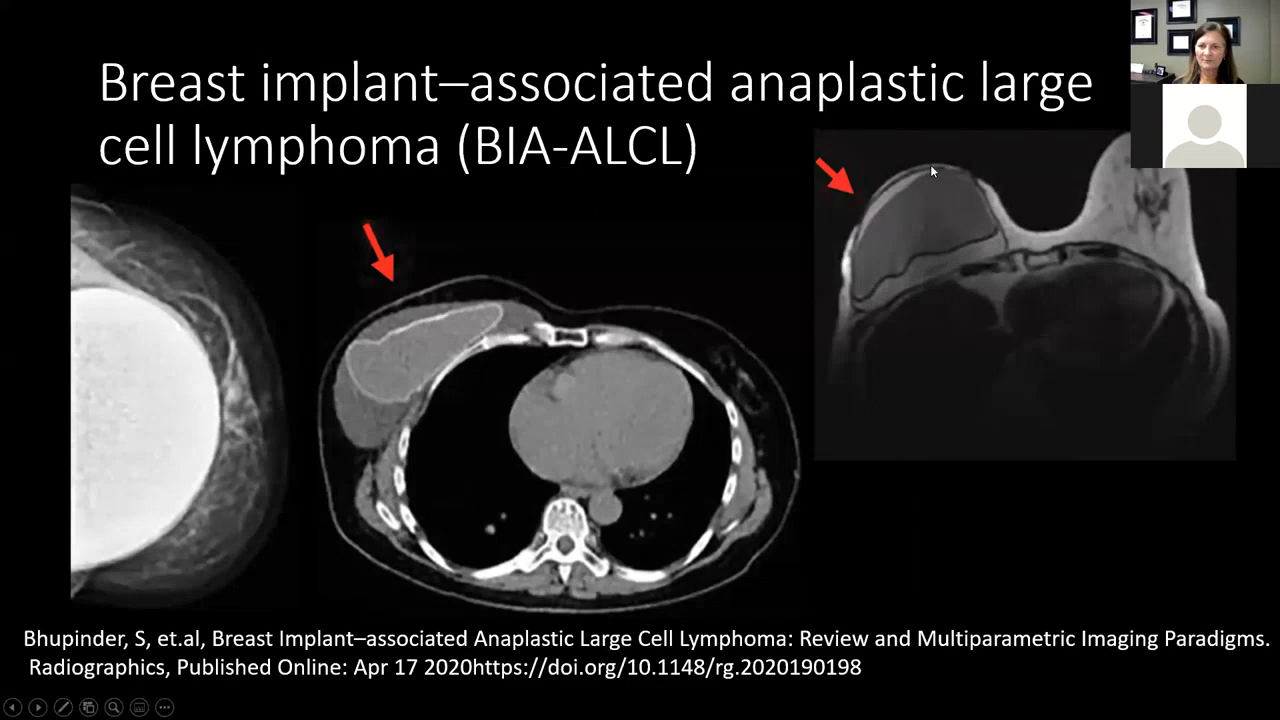 Breast implant–associated anaplastic large
cell lymphoma (BIA-ALCL)
Bhupinder, S, et.al, Breast Implant–associated Anaplastic Large Cell Lymphoma: Review and Multiparametric Imaging Paradigms.
Radiographics, Published Online: Apr 17 2020https://doi.org/10.1148/rg.2020190198